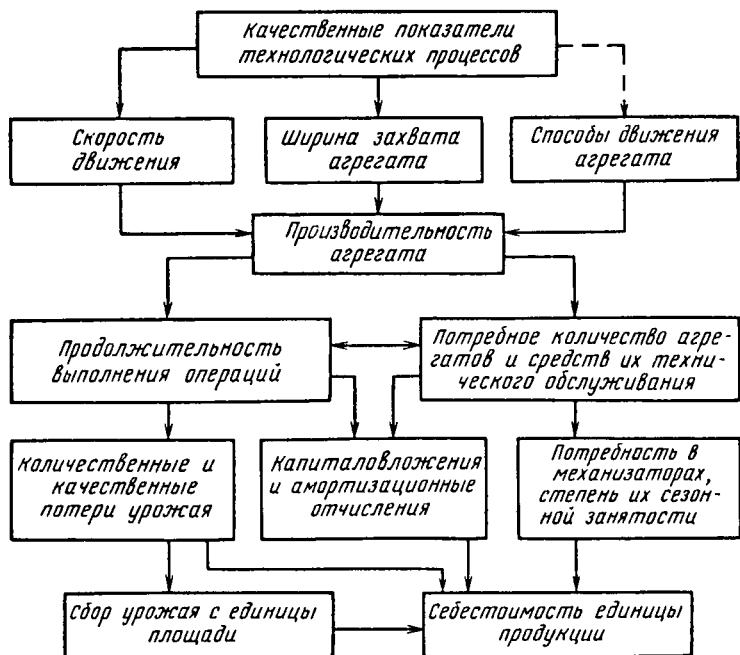 Качественные показатели
технологических процессов
Скорость
движения
Ширина захвата
агрегата
Способы движения
агрегата
Производительность
агрегата
Продолжительность
выполнения операций
Потребное количество агре-
гатов и средств их техни-
ческого обслуживания
Количественные и
качественные
потери урожая
Капиталовложения
и амортизационные
отчисления
Потребность в
механизаторах,
степень их сезон-
ной занятости
Сбор урожая с единицы
площади
Себестоимость единицы
продукции